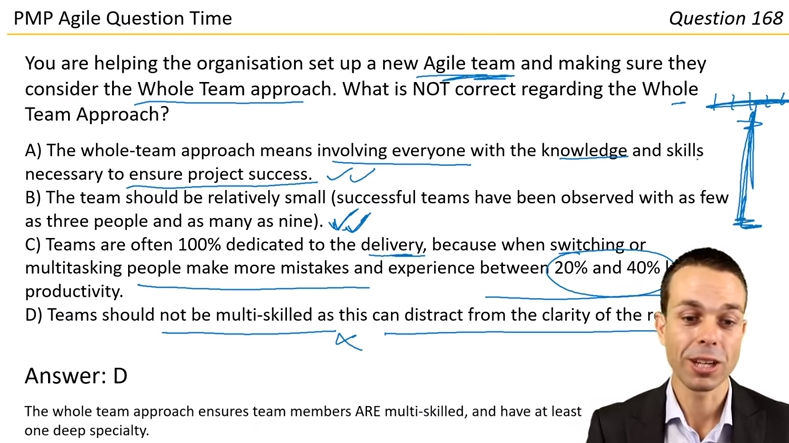 PMP Agile Question Time
Question 168
You are helping the organisation set up a new Agile team and making sure they
consider the Whole Team approach. What is NOT correct regarding the Whole
Team Approach?
A) The whole-team approach means involving everyone with the knowledge and skills
necessary to ensure project success.
B) The team should be relatively small (successful teams have been observed with as few
as three people and as many as nine).
C) Teams are often 100% dedicated to the delivery, because when switching or
multitasking people make more mistakes and experience between 20% and 40%
productivity.
D) Teams should not be multi-skilled as this can distract from the clarity of the
Answer: D
The whole team approach ensures team members ARE multi-skilled, and have at least
one deep specialty.